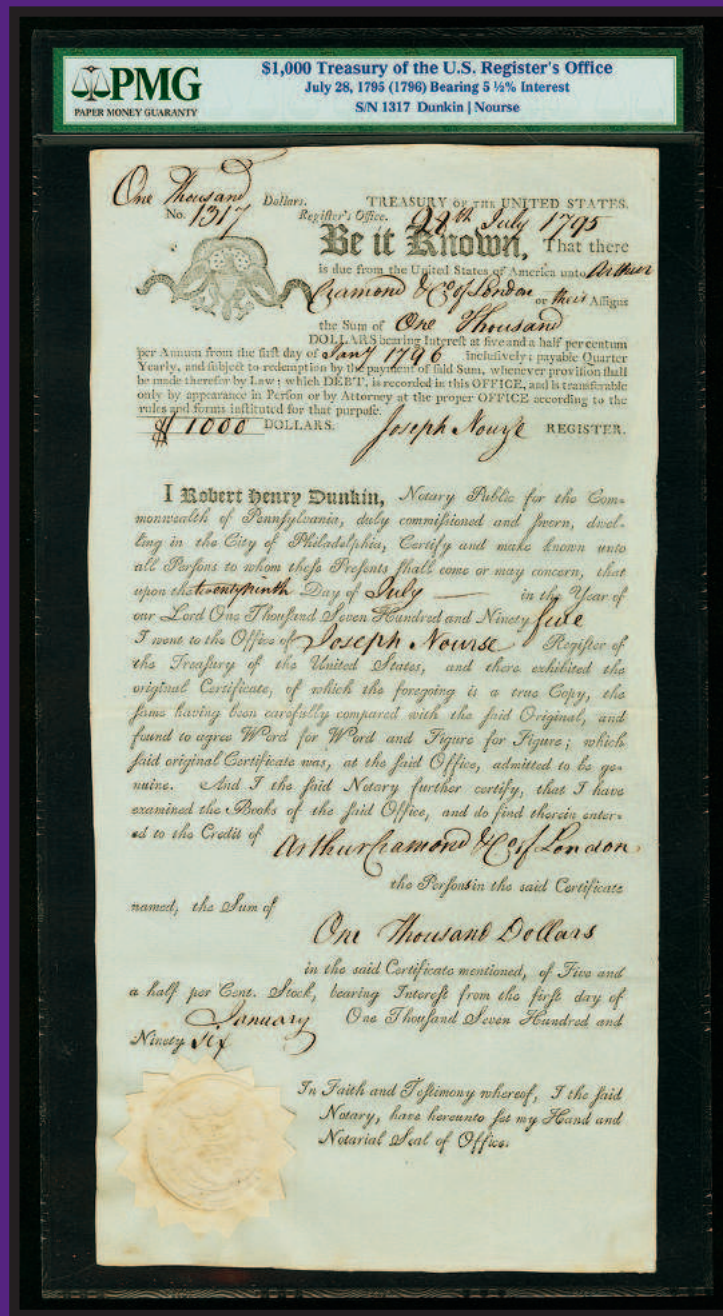 PMG
PAPER MONEY GUARANTY
$1,000 Treasury of the U.S. Register's Office
July 28, 1795 (1796) Bearing 5 ½% Interest
S/N 1317 Dunkin | Nourse
One Thousand Dollars. TREASURY OF THE UNITED STATES.
No. 1317 Regiſter's Office. 28th July 1795
Be it Known, That there
is due from the United States of America unto Arthur
Cramond & Co of London or their Aſſigns
the Sum of One Thousand
DOLLARS bearing Intereſt at five and a half per centum
per Annum from the firſt day of Jany 1796 incluſively; payable Quarter
Yearly, and ſubject to redemption by the payment of ſaid Sum, whenever proviſion ſhall
be made therefor by Law; which DEBT, is recorded in this OFFICE, and is tranſferable
only by appearance in Perſon or by Attorney at the proper OFFICE according to the
rules and forms inſtituted for that purpoſe.
$ 1000 DOLLARS. Joseph Nourse REGISTER.
I Robert Henry Dunkin, Notary Public for the Com-
monwealth of Pennſylvania, duly commiſſioned and ſworn, dwel-
ling in the City of Philadelphia, Certify and make known unto
all Perſons to whom theſe Preſents ſhall come or may concern, that
upon the twenty ninth Day of July — in the Year of
our Lord One Thouſand Seven Hundred and Ninety five
I went to the Office of Joseph Nourse Regiſter of
the Treaſury of the United States, and there exhibited the
original Certificate, of which the foregoing is a true Copy, the
ſame having been carefully compared with the ſaid Original, and
found to agree Word for Word and Figure for Figure; which
ſaid original Certificate was, at the ſaid Office, admitted to be ge-
nuine. And I the ſaid Notary further certify, that I have
examined the Books of the ſaid Office, and do find therein enter-
ed to the Credit of
Arthur Cramond & Co of London
the Perſons in the said Certificate
named, the Sum of
One Thousand Dollars
in the said Certificate mentioned, of Five and
a half per Cent. Stock, bearing Intereſt from the firſt day of
January One Thouſand Seven Hundred and
Ninety Six
In Faith and Teſtimony whereof, I the ſaid
Notary, have hereunto ſet my Hand and
Notarial Seal of Office.